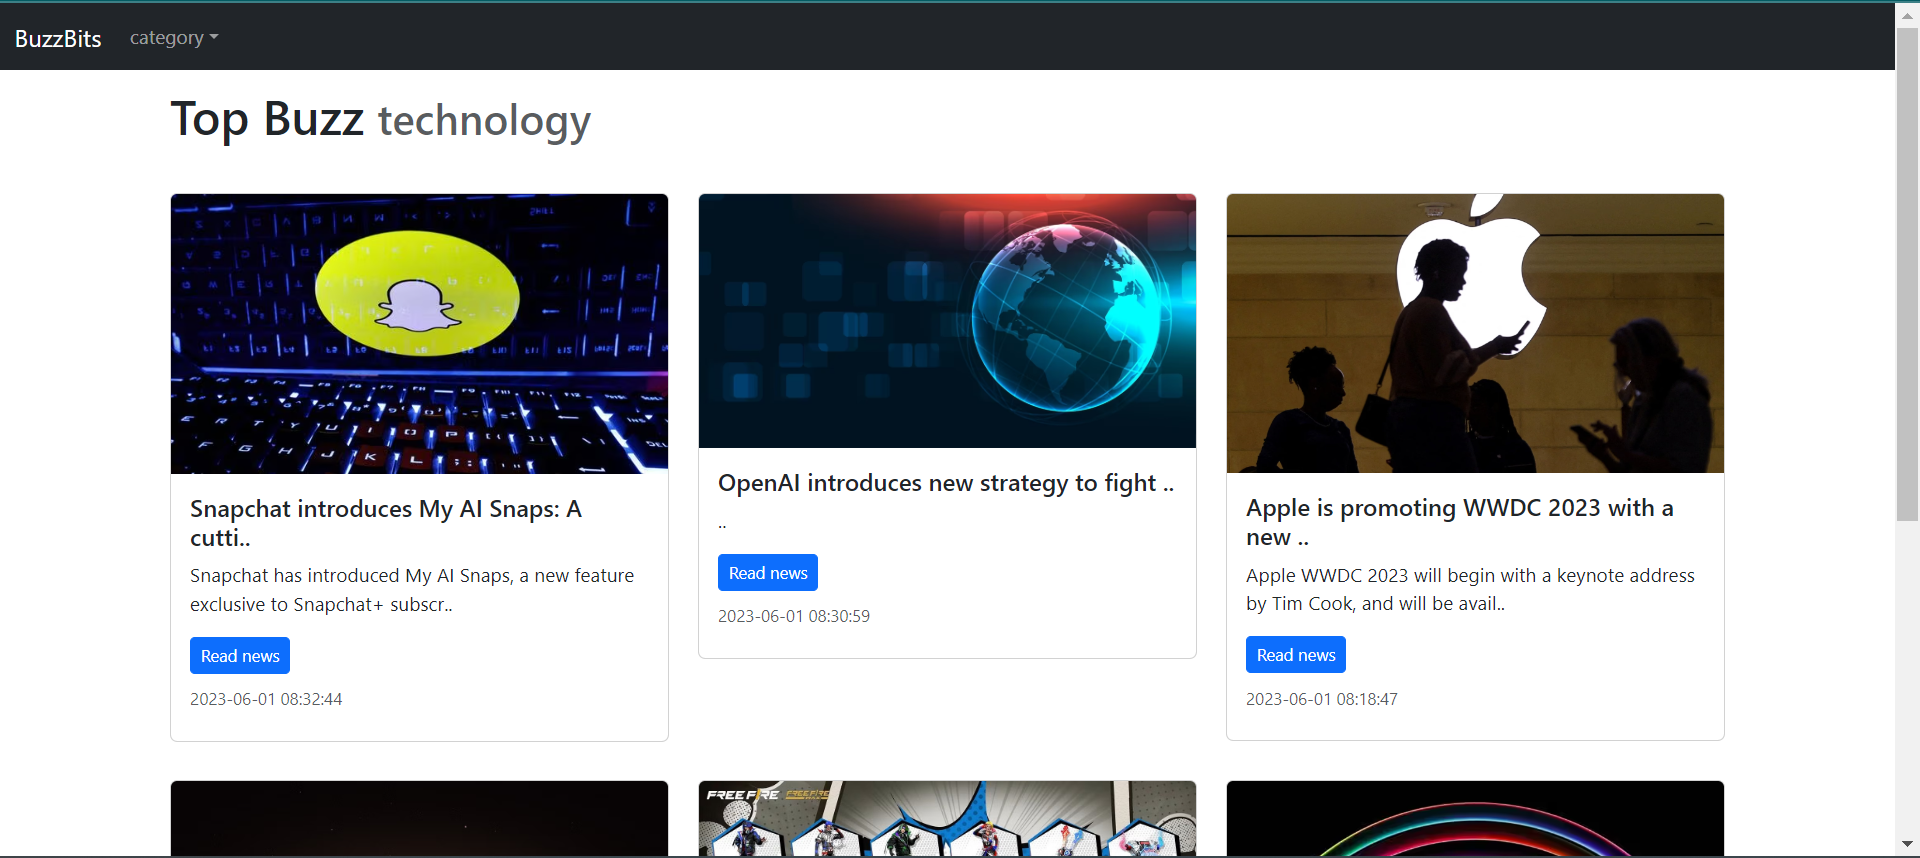 BuzzBits
category
Top Buzz technology
Snapchat introduces My AI Snaps: A
cutti..
Snapchat has introduced My AI Snaps, a new feature
exclusive to Snapchat+ subscr..
Read news
2023-06-01 08:32:44
OpenAI introduces new strategy to fight ..
..
Read news
2023-06-01 08:30:59
Apple is promoting WWDC 2023 with a
new ..
Apple WWDC 2023 will begin with a keynote address
by Tim Cook, and will be avail..
Read news
2023-06-01 08:18:47
FREE FIRE